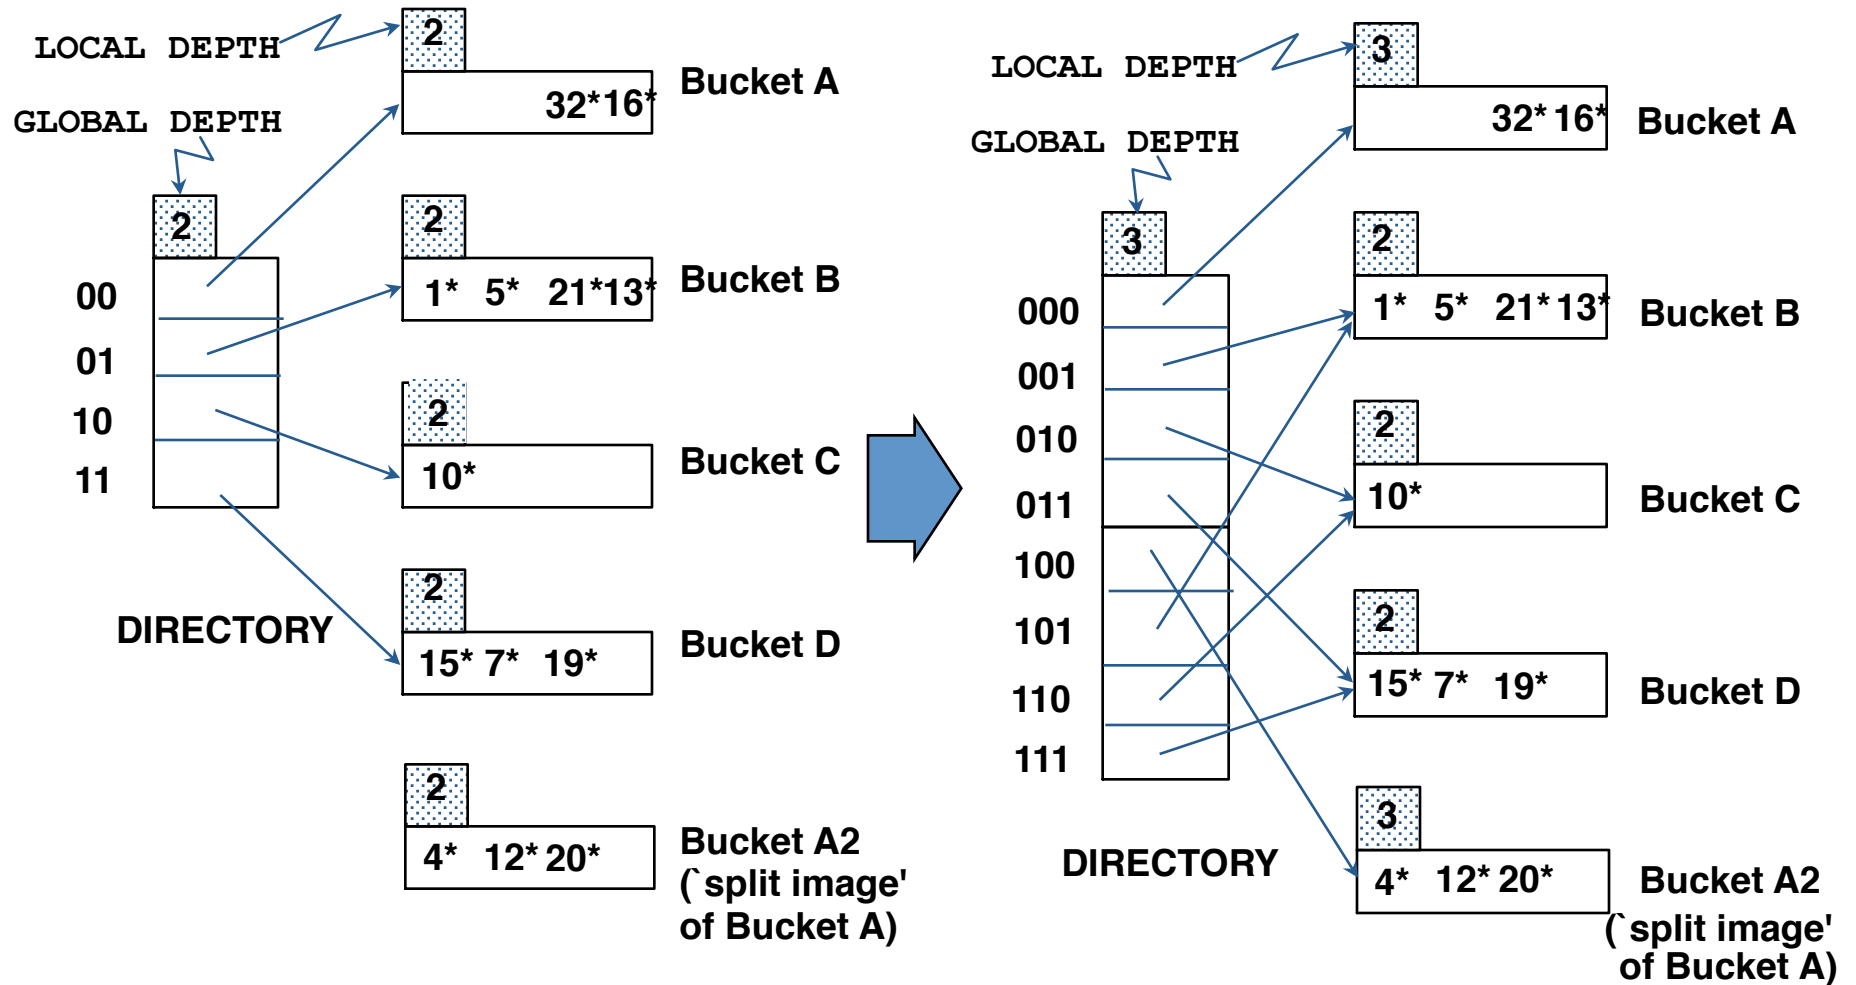 LOCAL DEPTH
2
32* 16*
Bucket A
GLOBAL DEPTH
2
2
1* 5* 21* 13*
Bucket B
00
01
10
11
2
10*
Bucket C
DIRECTORY
2
15* 7* 19*
Bucket D
2
4* 12* 20*
Bucket A2
(`split image'
of Bucket A)
LOCAL DEPTH
3
32* 16*
Bucket A
GLOBAL DEPTH
3
2
1* 5* 21* 13*
Bucket B
000
001
010
011
100
101
110
111
2
10*
Bucket C
2
15* 7* 19*
Bucket D
DIRECTORY
3
4* 12* 20*
Bucket A2
(`split image'
of Bucket A)